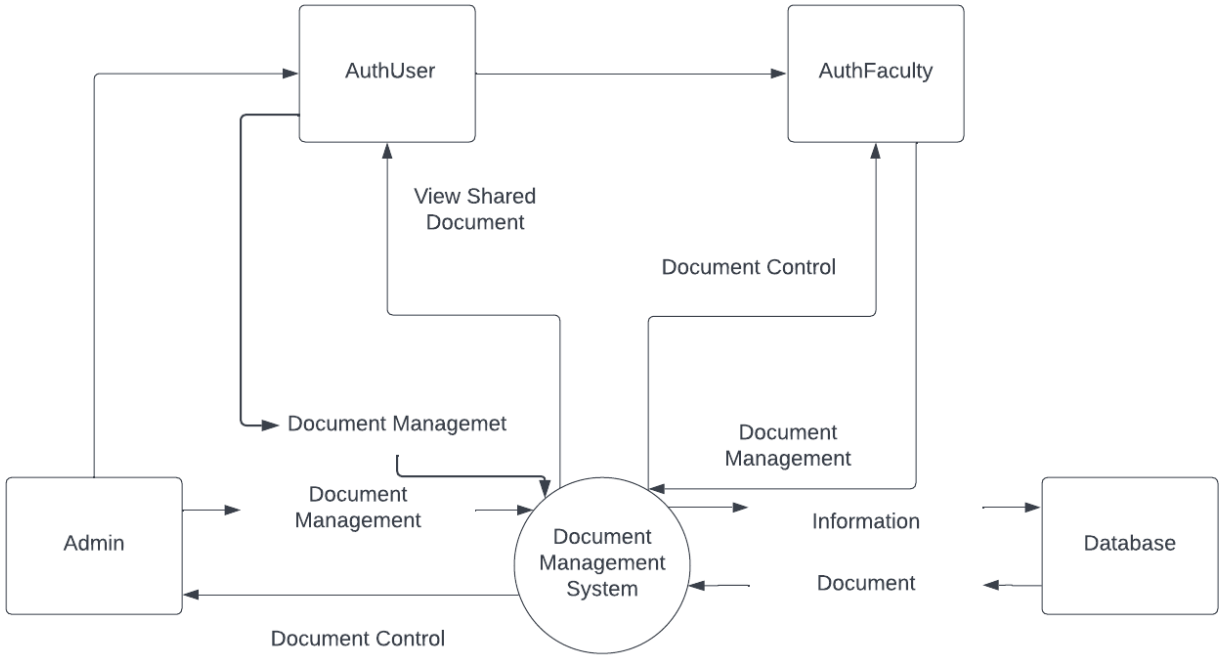 AuthUser
AuthFaculty
View Shared
Document
Document Control
Document Managemet
Document
Management
Document
Management
Admin
Document
Management
System
Information
Database
Document
Document Control